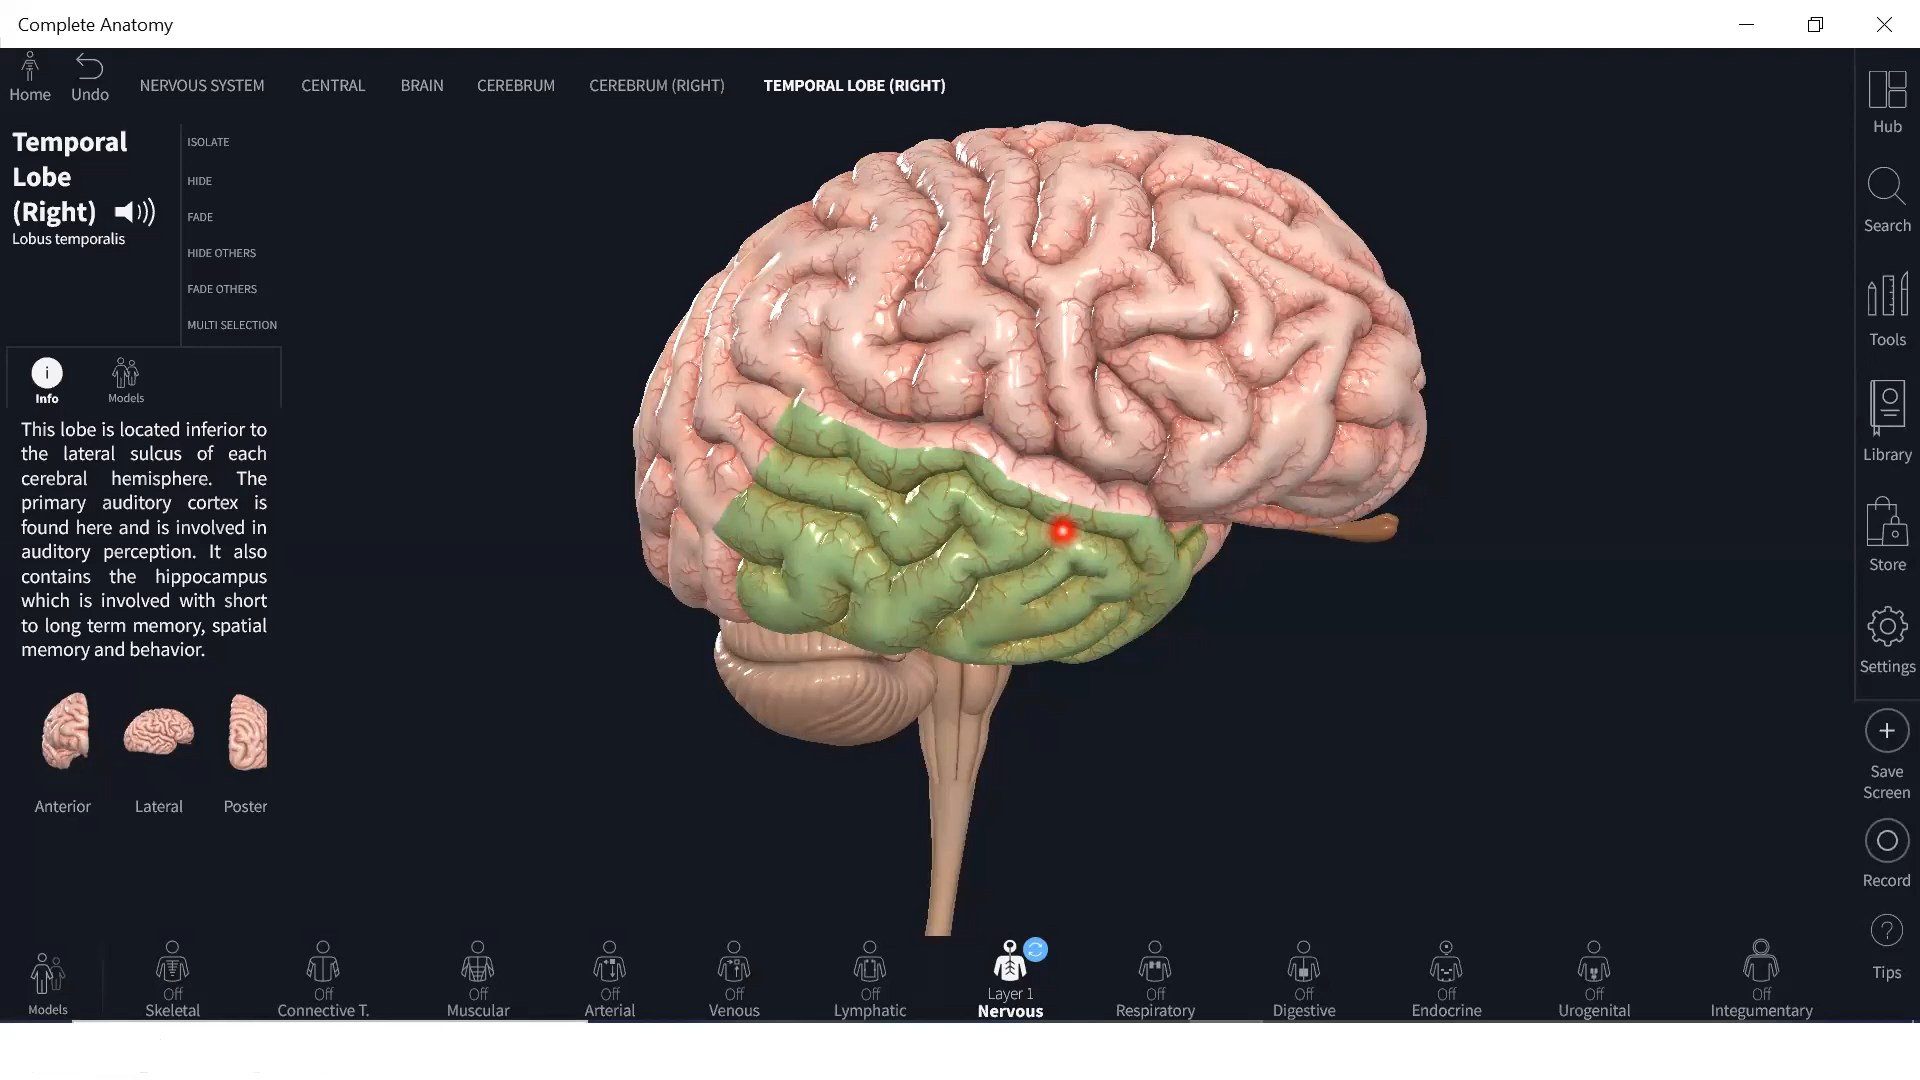 Complete Anatomy
Home
Undo
NERVOUS SYSTEM
CENTRAL
BRAIN
CEREBRUM
CEREBRUM (RIGHT)
TEMPORAL LOBE (RIGHT)
Temporal
Lobe
(Right)
Lobus temporalis
ISOLATE
HIDE
FADE
HIDE OTHERS
FADE OTHERS
MULTI SELECTION
i
Info
Models
This lobe is located inferior to
the lateral sulcus of each
cerebral hemisphere. The
primary auditory cortex is
found here and is involved in
auditory perception. It also
contains the hippocampus
which is involved with short
to long term memory, spatial
memory and behavior.
Anterior
Lateral
Poster
Hub
Search
Tools
Library
Store
Settings
+
Save
Screen
Record
?
Tips
Models
Off
Skeletal
Off
Connective T.
Off
Muscular
Off
Arterial
Off
Venous
Off
Lymphatic
Layer 1
Nervous
Off
Respiratory
Off
Digestive
Off
Endocrine
Off
Urogenital
Off
Integumentary